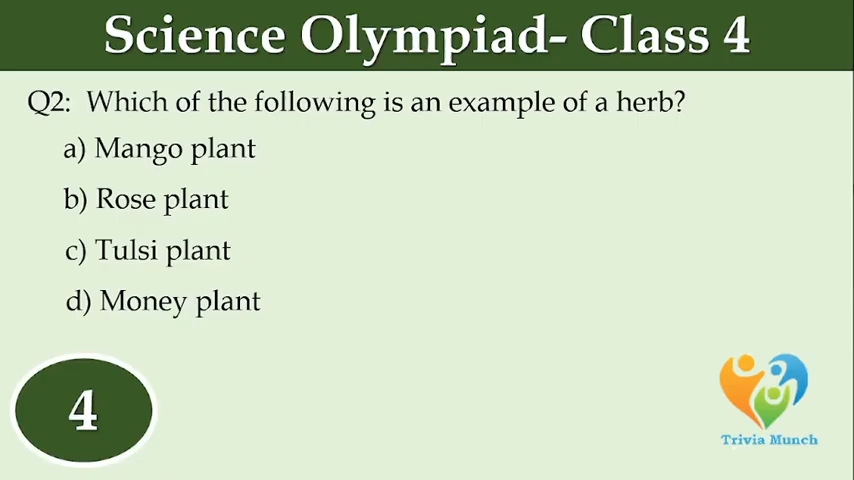 Science Olympiad- Class 4
Q2: Which of the following is an example of a herb?
a) Mango plant
b) Rose plant
c) Tulsi plant
d) Money plant
4
Trivia Munch